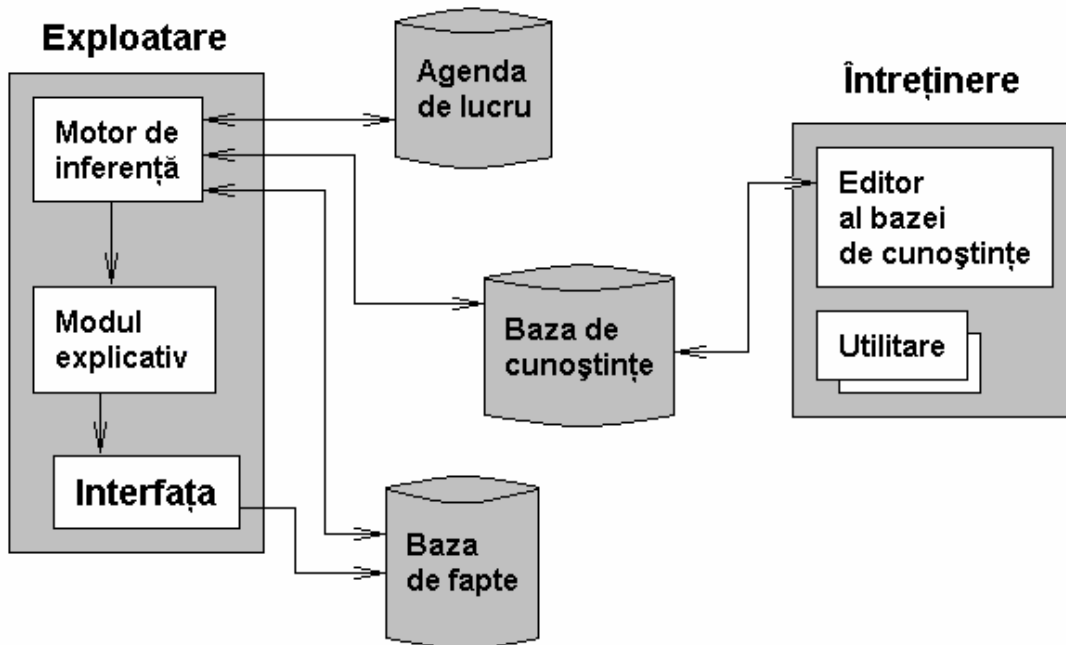 Exploatare
Motor de
inferență
Modul
explicativ
Interfața
Agenda
de lucru
Baza de
cunoştințe
Baza
de fapte
Întreținere
Editor
al bazei
de cunoştințe
Utilitare